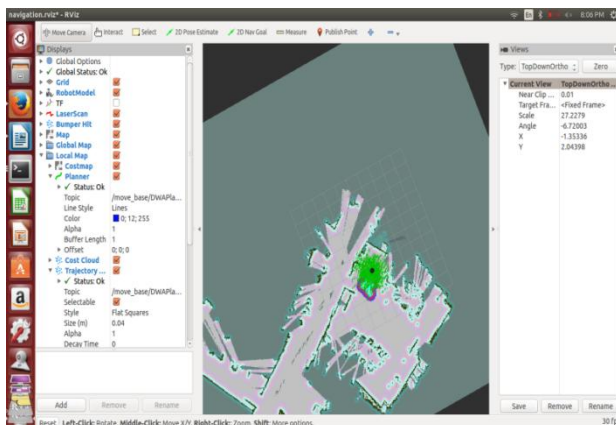 navigation.rviz* - RViz
En
8:05 PM
Move Camera
Interact
Select
2D Pose Estimate
2D Nav Goal
Measure
Publish Point
Displays
Global Options
Global Status: Ok
Grid
RobotModel
TF
LaserScan
Bumper Hit
Map
Global Map
Local Map
Costmap
Planner
Status: Ok
Topic /move_base/DWAPla...
Line Style Lines
Color 0; 12; 255
Alpha 1
Buffer Length 1
Offset 0; 0; 0
Cost Cloud
Trajectory ...
Status: Ok
Topic /move_base/DWAPla...
Selectable
Style Flat Squares
Size (m) 0.04
Alpha 1
Decay Time 0
Add Remove Rename
Views
Type: TopDownOrtho Zero
Current View TopDownOrtho ...
Near Clip ... 0.01
Target Fra... <Fixed Frame>
Scale 27.2279
Angle -6.72003
X -1.35336
Y 2.04398
Save Remove Rename
Reset Left-Click: Rotate. Middle-Click: Move X/Y. Right-Click: Zoom. Shift: More options.
30 fp